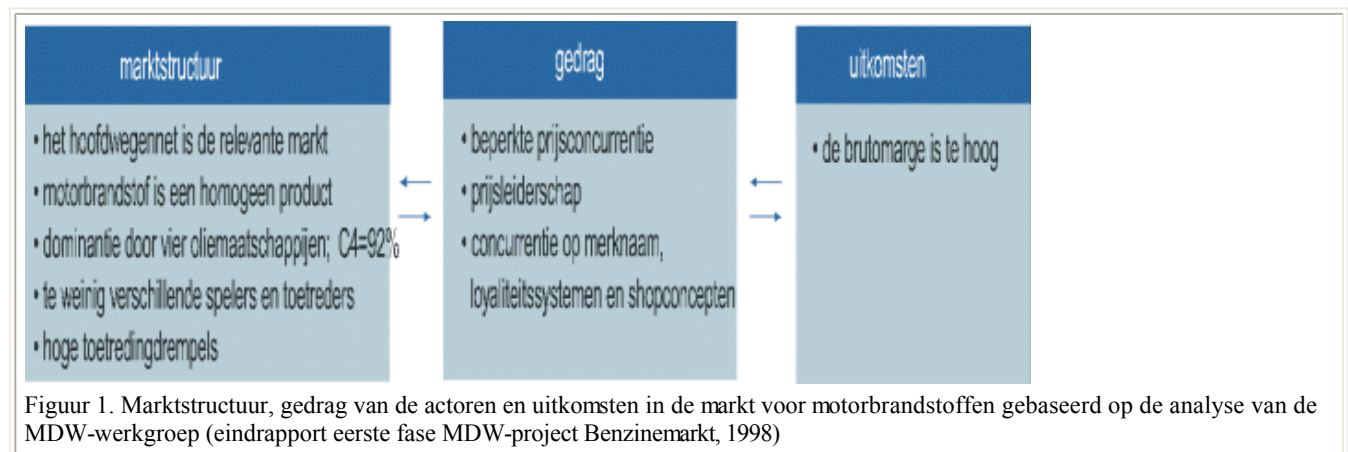 marktstructuur
• het hoofdwegennet is de relevante markt
• motorbrandstof is een homogeen product
• dominantie door vier oliemaatschappijen; C4=92%
• te weinig verschillende spelers en toetreders
• hoge toetredingdrempels
gedrag
• beperkte prijsconcurrentie
• prijsleiderschap
• concurrentie op merknaam,
loyaliteitssystemen en shopconcepten
uitkomsten
• de brutomarge is te hoog
Figuur 1. Marktstructuur, gedrag van de actoren en uitkomsten in de markt voor motorbrandstoffen gebaseerd op de analyse van de
MDW-werkgroep (eindrapport eerste fase MDW-project Benzinemarkt, 1998)